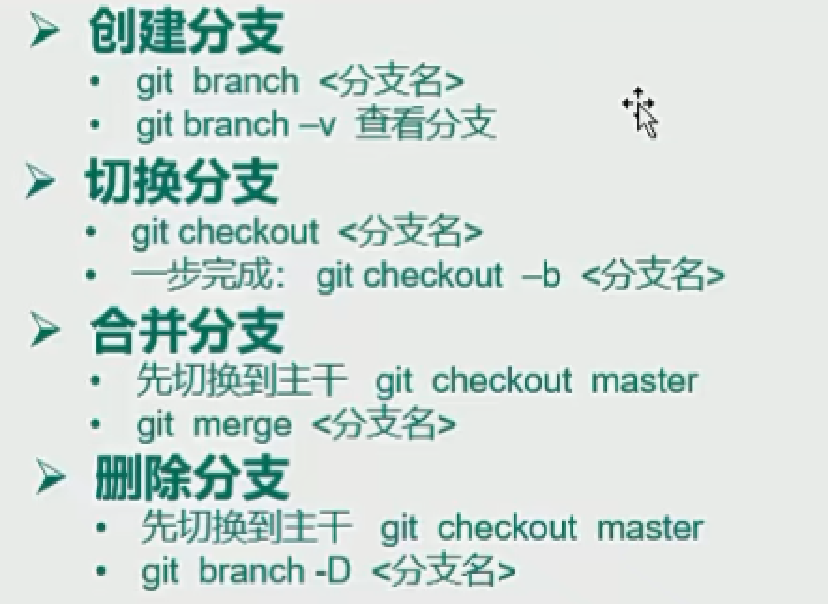 创建分支
git branch <分支名>
git branch –v 查看分支
切换分支
git checkout <分支名>
一步完成： git checkout –b <分支名>
合并分支
先切换到主干 git checkout master
git merge <分支名>
删除分支
先切换到主干 git checkout master
git branch -D <分支名>